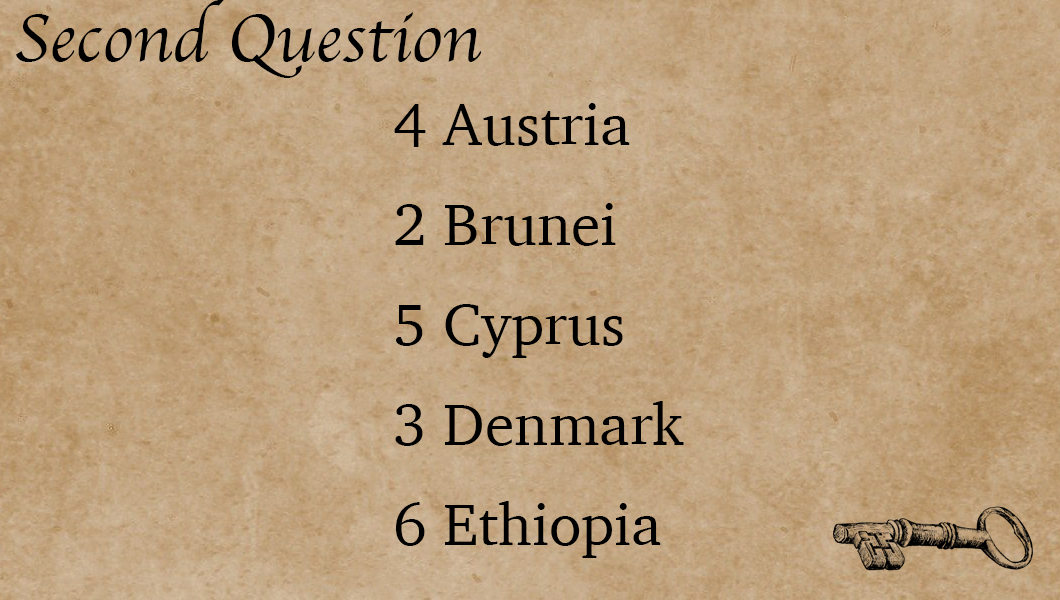 Second Question
4 Austria
2 Brunei
5 Cyprus
3 Denmark
6 Ethiopia